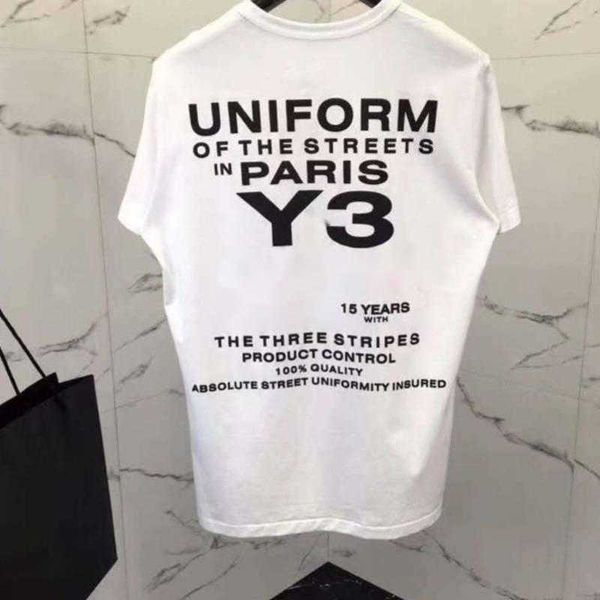 UNIFORM
OF THE STREETS
IN PARIS
Y3
15 YEARS
WITH
THE THREE STRIPES
PRODUCT CONTROL
100% QUALITY
ABSOLUTE STREET UNIFORMITY INSURED